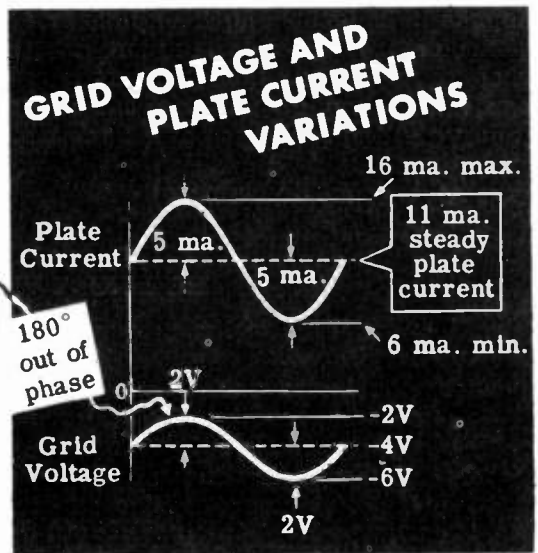 GRID VOLTAGE AND
PLATE CURRENT
VARIATIONS
16 ma. max.
Plate
Current
5 ma.
5 ma.
11 ma.
steady
plate
current
6 ma. min.
180°
out of
phase
0
2V
Grid
Voltage
-2V
-4V
-6V
2V